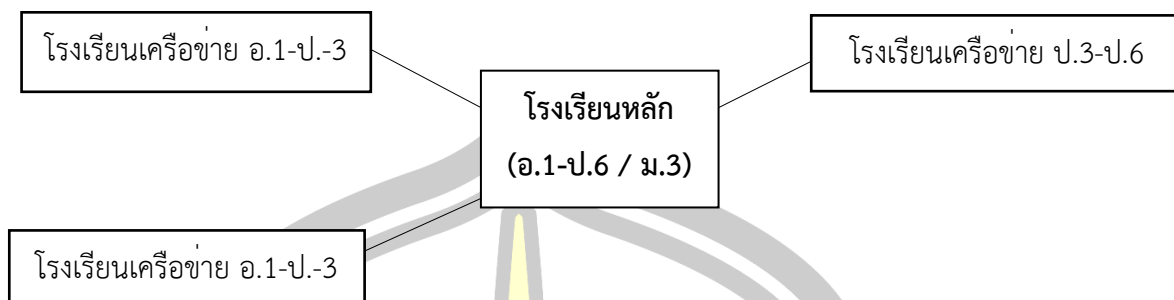 โรงเรียนเครือข่าย อ.1-ป.-3
โรงเรียนเครือข่าย ป.3-ป.6
โรงเรียนหลัก
(อ.1-ป.6 / ม.3)
โรงเรียนเครือข่าย อ.1-ป.-3